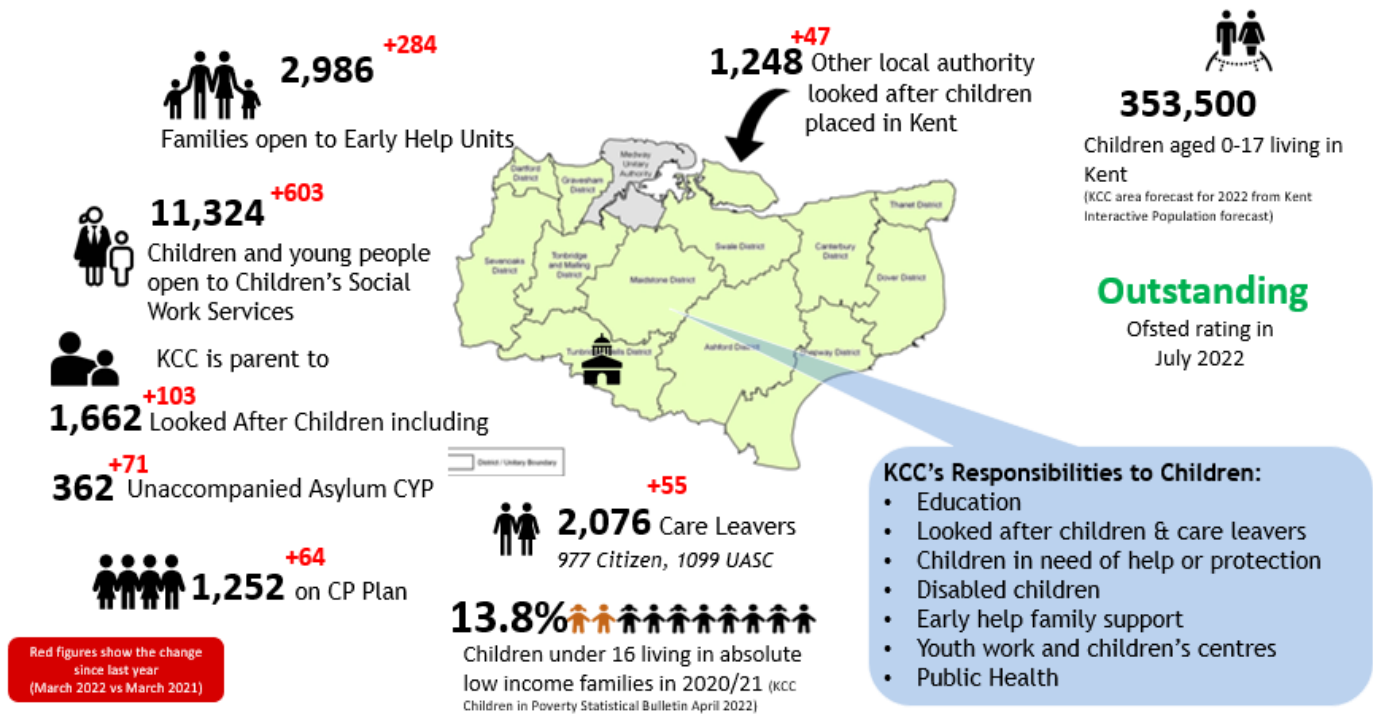 +284
2,986
Families open to Early Help Units
+603
11,324
Children and young people
open to Children's Social
Work Services
KCC is parent to
+103
1,662 Looked After Children including
+71
362 Unaccompanied Asylum CYP
+64
1,252 on CP Plan
Red figures show the change
since last year
(March 2022 vs March 2021)
+47
1,248 Other local authority
looked after children
placed in Kent
Medway
Unitary
Authority
Dartford
District
Gravesham
District
Thanet District
Swale District
Canterbury
District
Sevenoaks
District
Tonbridge
and Malling
District
Maidstone District
Dover District
Ashford District
District
District / Unitary Boundary
+55
2,076 Care Leavers
977 Citizen, 1099 UASC
13.8%
Children under 16 living in absolute
low income families in 2020/21 (KCC
Children in Poverty Statistical Bulletin April 2022)
353,500
Children aged 0-17 living in
Kent
(KCC area forecast for 2022 from Kent
Interactive Population forecast)
Outstanding
Ofsted rating in
July 2022
KCC's Responsibilities to Children:
• Education
• Looked after children & care leavers
• Children in need of help or protection
• Disabled children
• Early help family support
• Youth work and children's centres
• Public Health